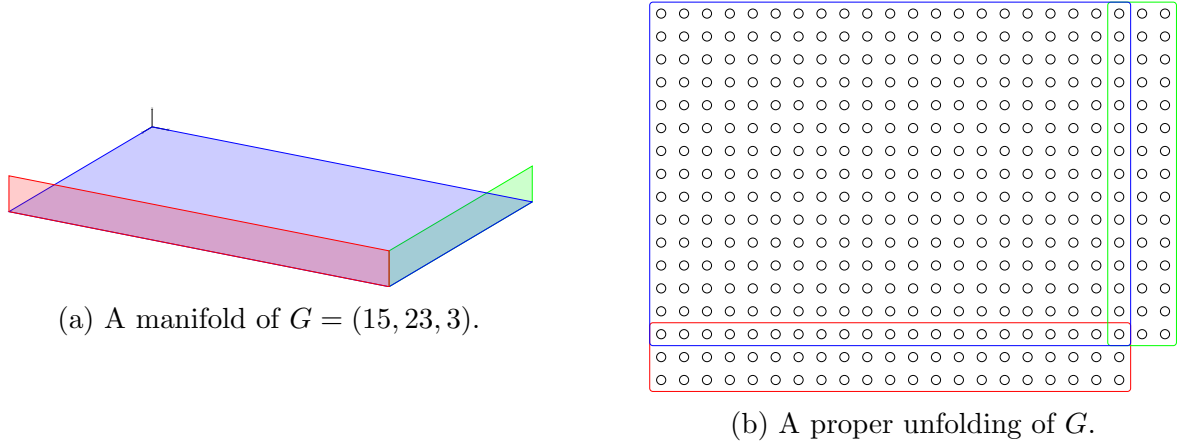 (a) A manifold of G = (15, 23, 3).
(b) A proper unfolding of G.